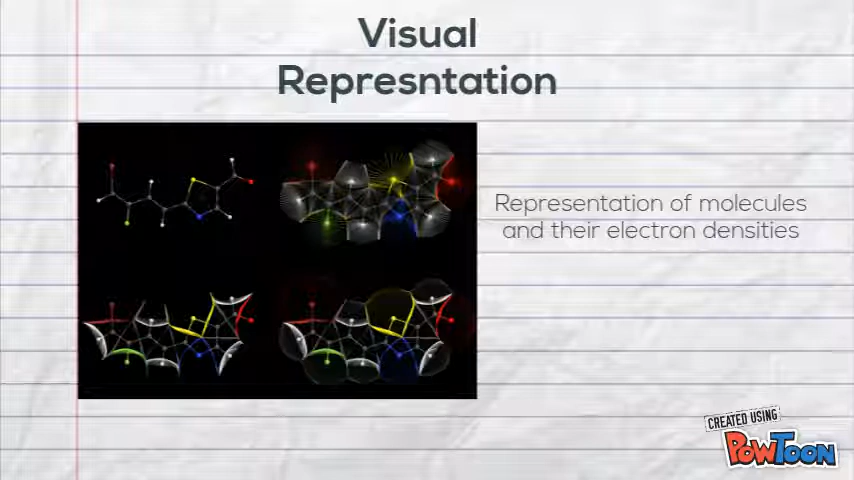 Visual
Represntation
Representation of molecules
and their electron densities
CREATED USING
POWTOON